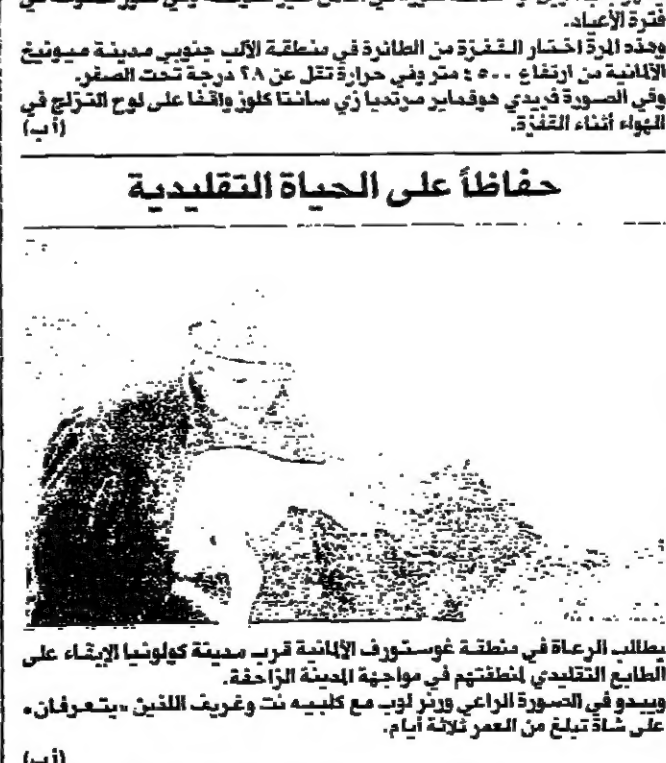 فترة الأعياد.
وهذه المرة اختار القفزة من الطائرة في منطقة الألب جنوبي مدينة ميونيخ
الألمانية من ارتفاع ٤٥٠٠ متر وفي حرارة تقل عن ٢٨ درجة تحت الصفر.
وفي الصورة فريدي هوفماير مرتديا زي سانتا كلوز واقفا على لوح التزلج في
الهواء أثناء القفزة. (أ ب)
حفاظاً على الحياة التقليدية
يطالب الرعاة في منطقة غوستورف الألمانية قرب مدينة كولونيا الإبقاء على
الطابع التقليدي لمنطقتهم في مواجهة المدينة الزاحفة.
ويبدو في الصورة الراعي ورنر لوب مع كلبيه نت وغريف اللذين «يتعرفان»
على شاة تبلغ من العمر ثلاثة أيام.
(أ ب)